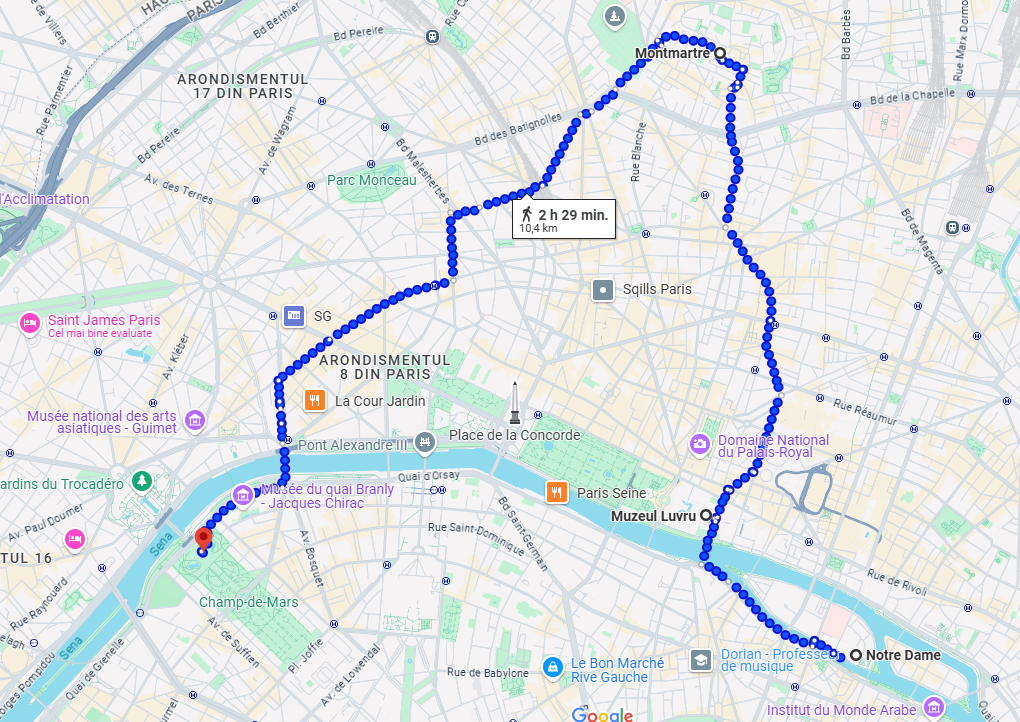 HAU
PARIS
Bd Berthier
Bd Pereire
ARONDISMENTUL
17 DIN PARIS
Rue Parmentier
Av. de Villiers
Bd Pereire
Av. de Wagram
Av. des Ternes
Bd Malesherbes
Bd des Batignolles
Parc Monceau
l'Acclimatation
Montmartre
Bd Barbès
Rue Marx Dormoy
Bd de la Chapelle
Rue Blanche
Bd de Magenta
2 h 29 min.
10,4 km
Sqills Paris
SG
Saint James Paris
Cel mai bine evaluate
Av. Kléber
ARONDISMENTUL
8 DIN PARIS
La Cour Jardin
Musée national des arts
asiatiques - Guimet
Pont Alexandre III
Place de la Concorde
Rue Réaumur
Domaine National
du Palais-Royal
Quai d'Orsay
ardins du Trocadéro
Musée du quai Branly
- Jacques Chirac
Paris Seine
Muzeul Luvru
Av. Paul Doumer
Sena
TUL 16
Rue Saint-Dominique
Bd Saint-Germain
Av. Bosquet
Rue de Rivoli
Rue Raynouard
Champ-de-Mars
Av. de Suffren
Pl. Joffre
Av. de Lowendal
Sena
Quai de Grenelle
Georges Pompidou
Rue de Babylone
Le Bon Marché
Rive Gauche
Dorian - Professe
de musique
Notre Dame
Institut du Monde Arabe
Google